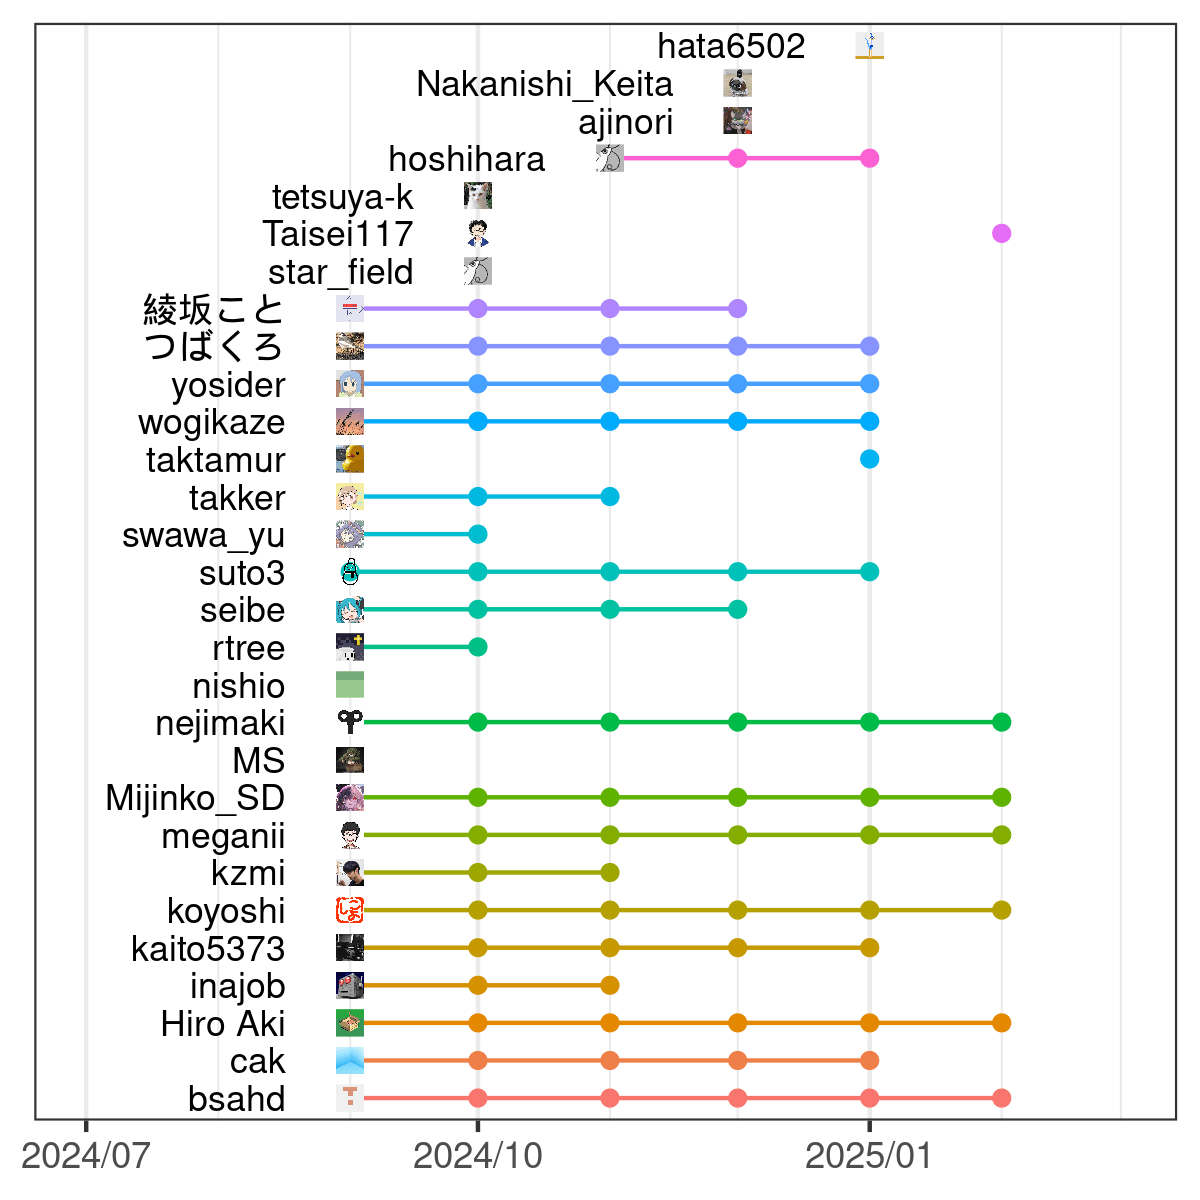 hata6502
Nakanishi_Keita
ajinori
hoshihara
tetsuya-k
Taisei117
star_field
綾坂こと
つばくろ
yosider
wogikaze
taktamur
takker
swawa_yu
suto3
seibe
rtree
nishio
nejimaki
MS
Mijinko_SD
meganii
kzmi
koyoshi
kaito5373
inajob
Hiro Aki
cak
bsahd
2024/07 2024/10 2025/01